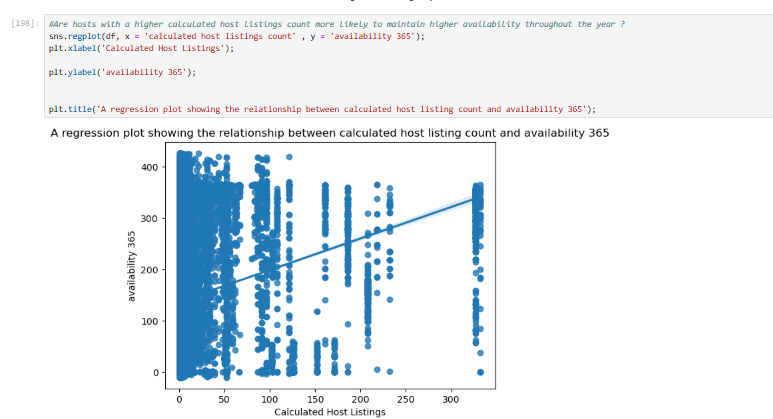 [198]:
#Are hosts with a higher calculated host listings count more likely to maintain higher availability throughout the year ?
sns.regplot(df, x = 'calculated host listings count' , y = 'availability 365');
plt.xlabel('Calculated Host Listings');
plt.ylabel('availability 365');
plt.title('A regression plot showing the relationship between calculated host listing count and availability 365');
A regression plot showing the relationship between calculated host listing count and availability 365
400
300
200
100
0
availability 365
0 50 100 150 200 250 300
Calculated Host Listings